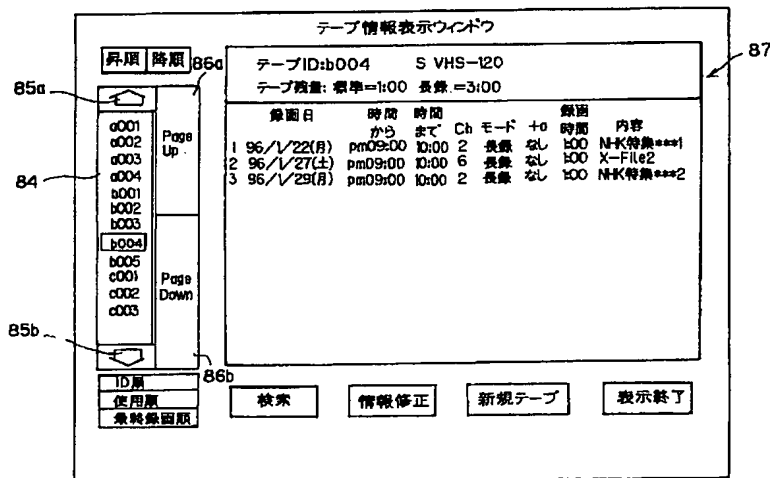 テープ情報表示ウィンドウ
昇順 降順
86a
87
テープID:b004 S VHS-120
テープ残量: 標準=1:00 長録.=3:00
85a
録画日 時間から 時間まで Ch モード +α 録画時間 内容
1 96/1/22(月) pm09:00 10:00 2 長録 なし 1:00 NHK特集***1
2 96/1/27(土) pm09:00 10:00 6 長録 なし 1:00 X-File2
3 96/1/29(月) pm09:00 10:00 2 長録 なし 1:00 NHK特集***2
84
a001
a002
a003
a004
b001
b002
b003
b004
b005
c001
c002
c003
Page Up
Page Down
85b
86b
ID順
使用順
最終録画順
検索 情報修正 新規テープ 表示終了